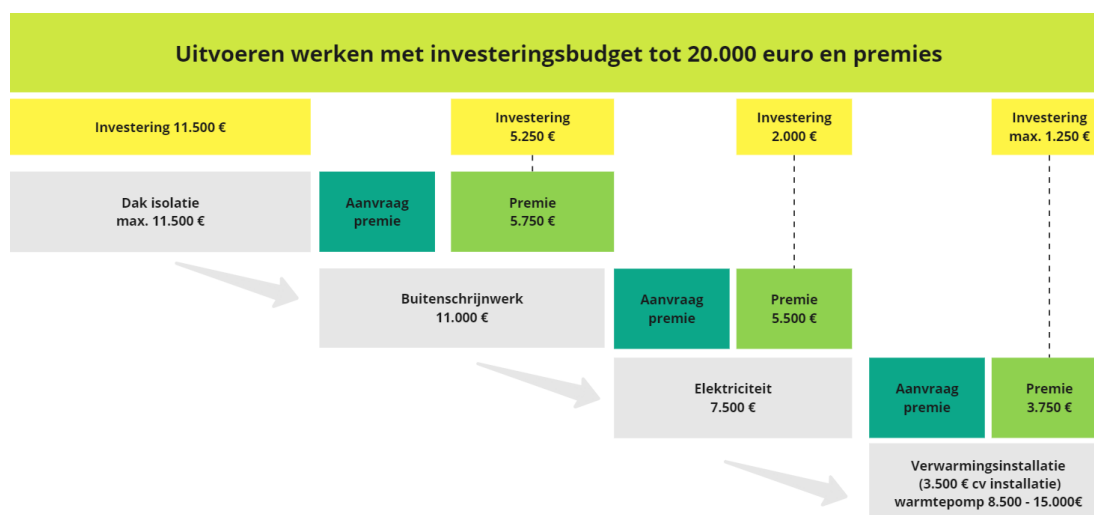 Uitvoeren werken met investeringsbudget tot 20.000 euro en premies
Investering 11.500 €
Investering
5.250 €
Investering
2.000 €
Investering
max. 1.250 €
Dak isolatie
max. 11.500 €
Aanvraag
premie
Premie
5.750 €
Buitenschrijnwerk
11.000 €
Aanvraag
premie
Premie
5.500 €
Elektriciteit
7.500 €
Aanvraag
premie
Premie
3.750 €
Verwarmingsinstallatie
(3.500 € cv installatie)
warmtepomp 8.500 - 15.000€